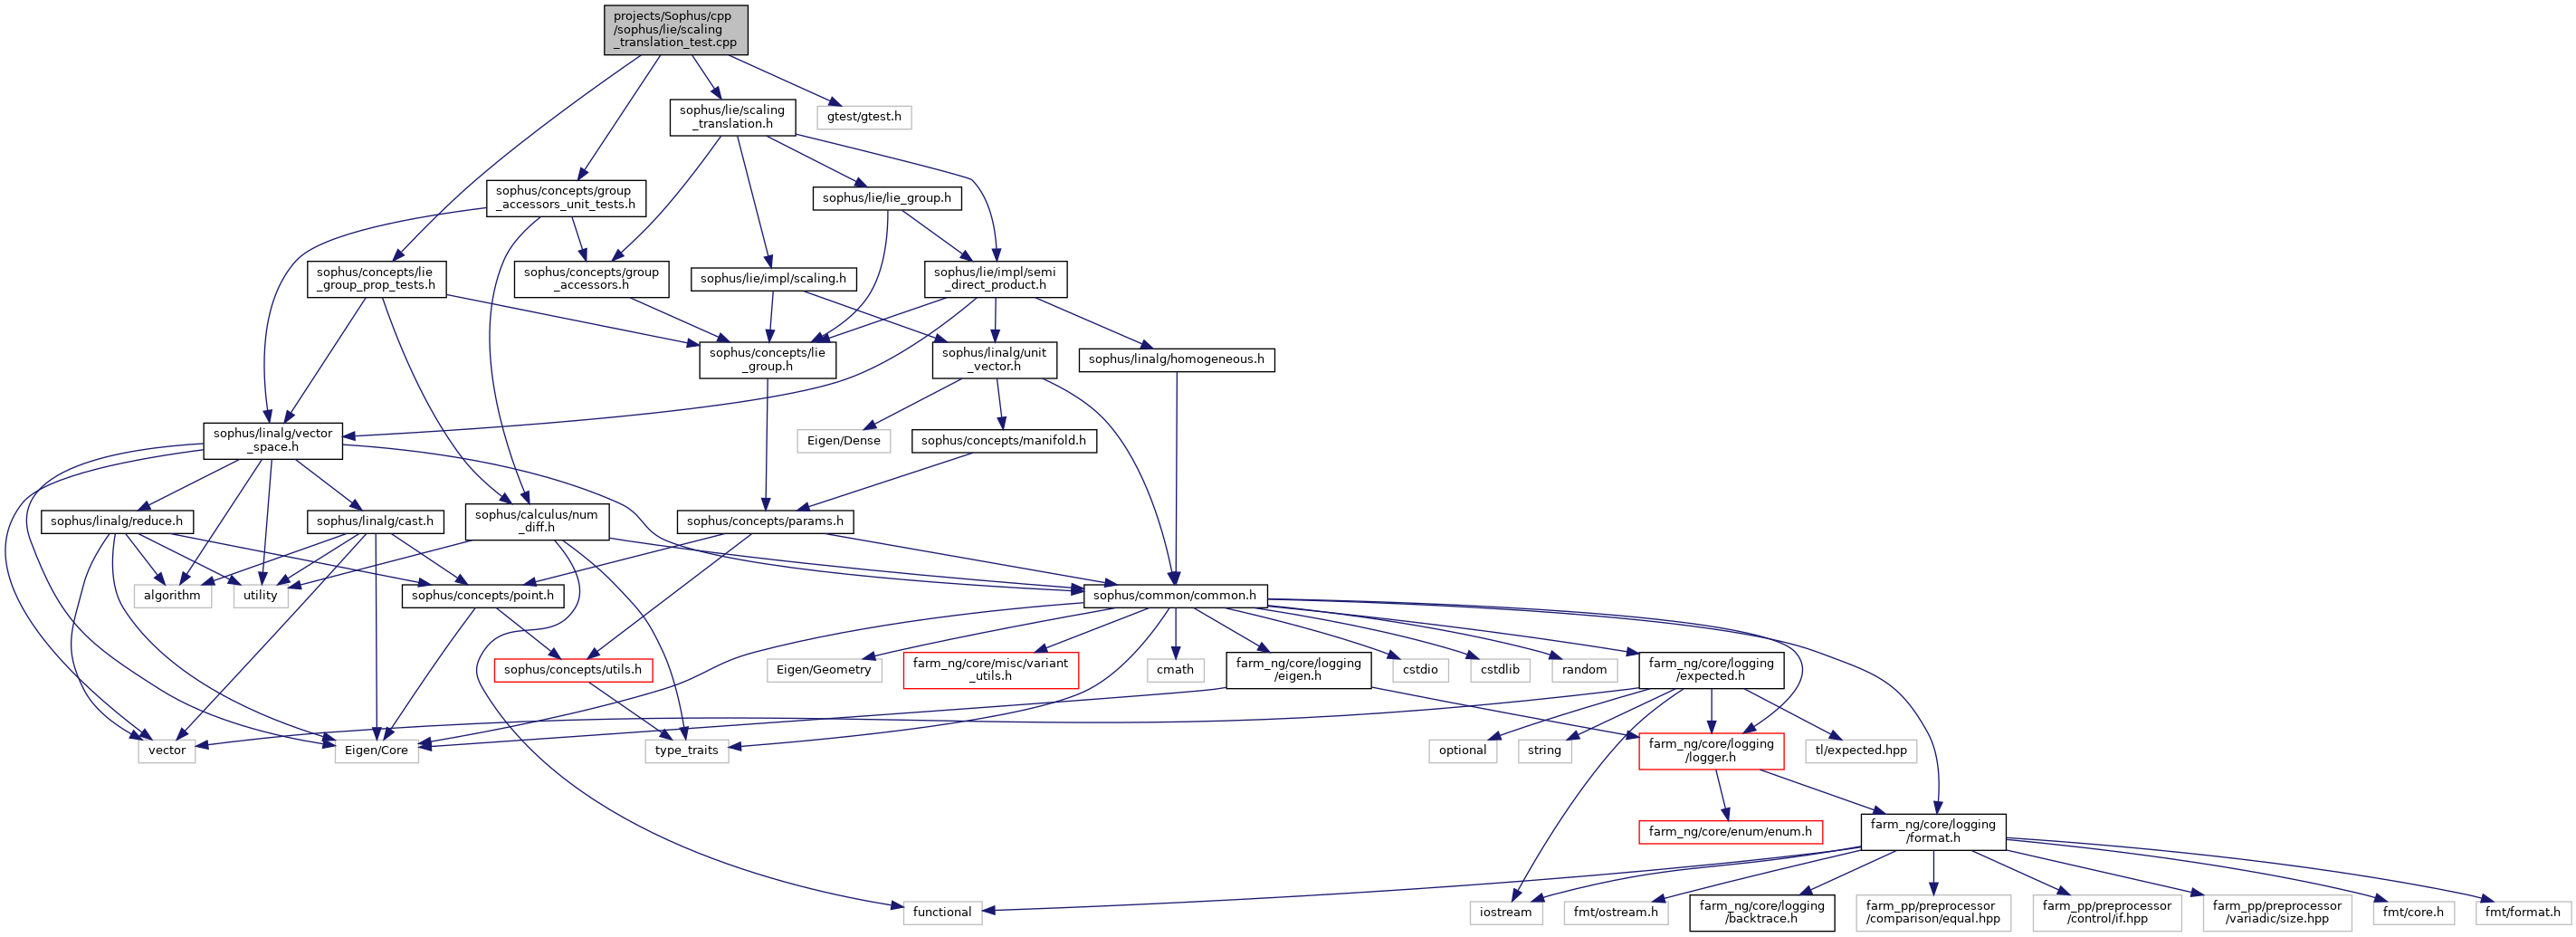 projects/Sophus/cpp
/sophus/lie/scaling
_translation_test.cpp
sophus/lie/scaling
_translation.h
gtest/gtest.h
sophus/concepts/group
_accessors_unit_tests.h
sophus/lie/lie_group.h
sophus/concepts/lie
_group_prop_tests.h
sophus/concepts/group
_accessors.h
sophus/lie/impl/scaling.h
sophus/lie/impl/semi
_direct_product.h
sophus/concepts/lie
_group.h
sophus/linalg/unit
_vector.h
sophus/linalg/homogeneous.h
sophus/linalg/vector
_space.h
Eigen/Dense
sophus/concepts/manifold.h
sophus/linalg/reduce.h
sophus/linalg/cast.h
sophus/calculus/num
_diff.h
sophus/concepts/params.h
algorithm
utility
sophus/concepts/point.h
sophus/common/common.h
sophus/concepts/utils.h
Eigen/Geometry
farm_ng/core/misc/variant
_utils.h
cmath
farm_ng/core/logging
/eigen.h
cstdio
cstdlib
random
farm_ng/core/logging
/expected.h
vector
Eigen/Core
type_traits
optional
string
farm_ng/core/logging
/logger.h
tl/expected.hpp
farm_ng/core/enum/enum.h
farm_ng/core/logging
/format.h
functional
iostream
fmt/ostream.h
farm_ng/core/logging
/backtrace.h
farm_pp/preprocessor
/comparison/equal.hpp
farm_pp/preprocessor
/control/if.hpp
farm_pp/preprocessor
/variadic/size.hpp
fmt/core.h
fmt/format.h